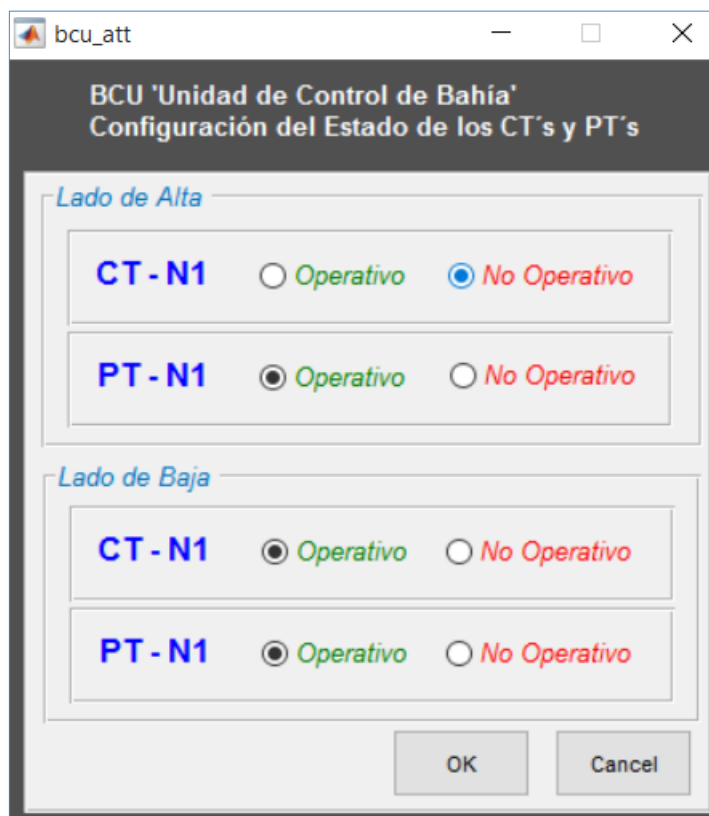 bcu_att
BCU 'Unidad de Control de Bahía'
Configuración del Estado de los CT´s y PT´s
Lado de Alta
CT - N1 Operativo No Operativo
PT - N1 Operativo No Operativo
Lado de Baja
CT - N1 Operativo No Operativo
PT - N1 Operativo No Operativo
OK Cancel